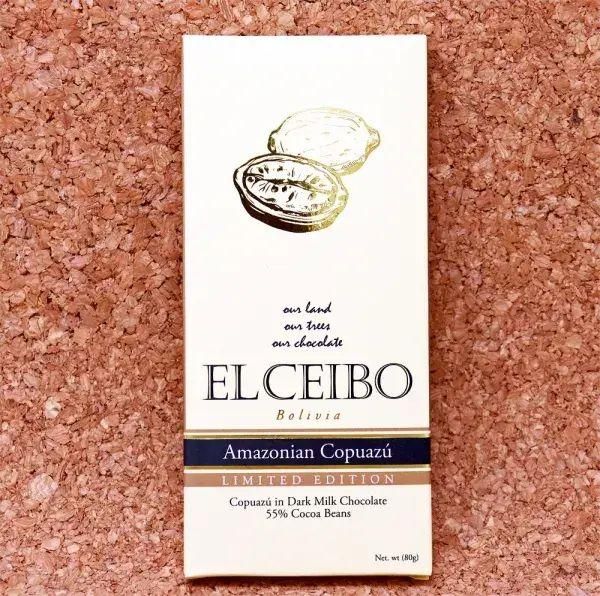 our land
our trees
our chocolate
EL CEIBO
Bolivia
Amazonian Copuazú
LIMITED EDITION
Copuazú in Dark Milk Chocolate
55% Cocoa Beans
Net. wt (80g)